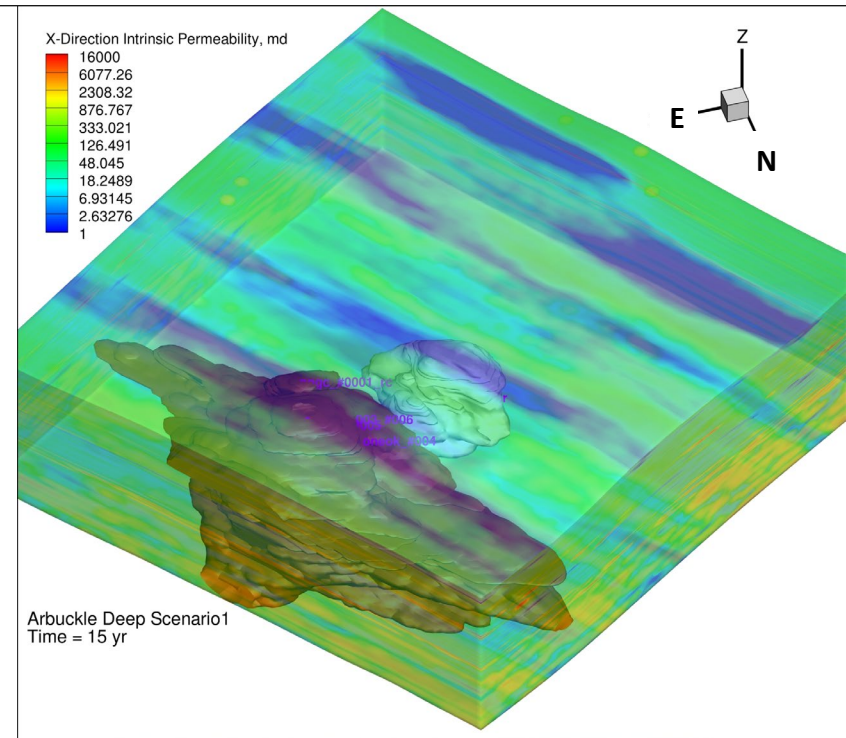 X-Direction Intrinsic Permeability, md
16000
6077.26
2308.32
876.767
333.021
126.491
48.045
18.2489
6.93145
2.63276
1
Z
E
N
Arbuckle Deep Scenario1
Time = 15 yr